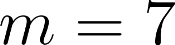 m = 7